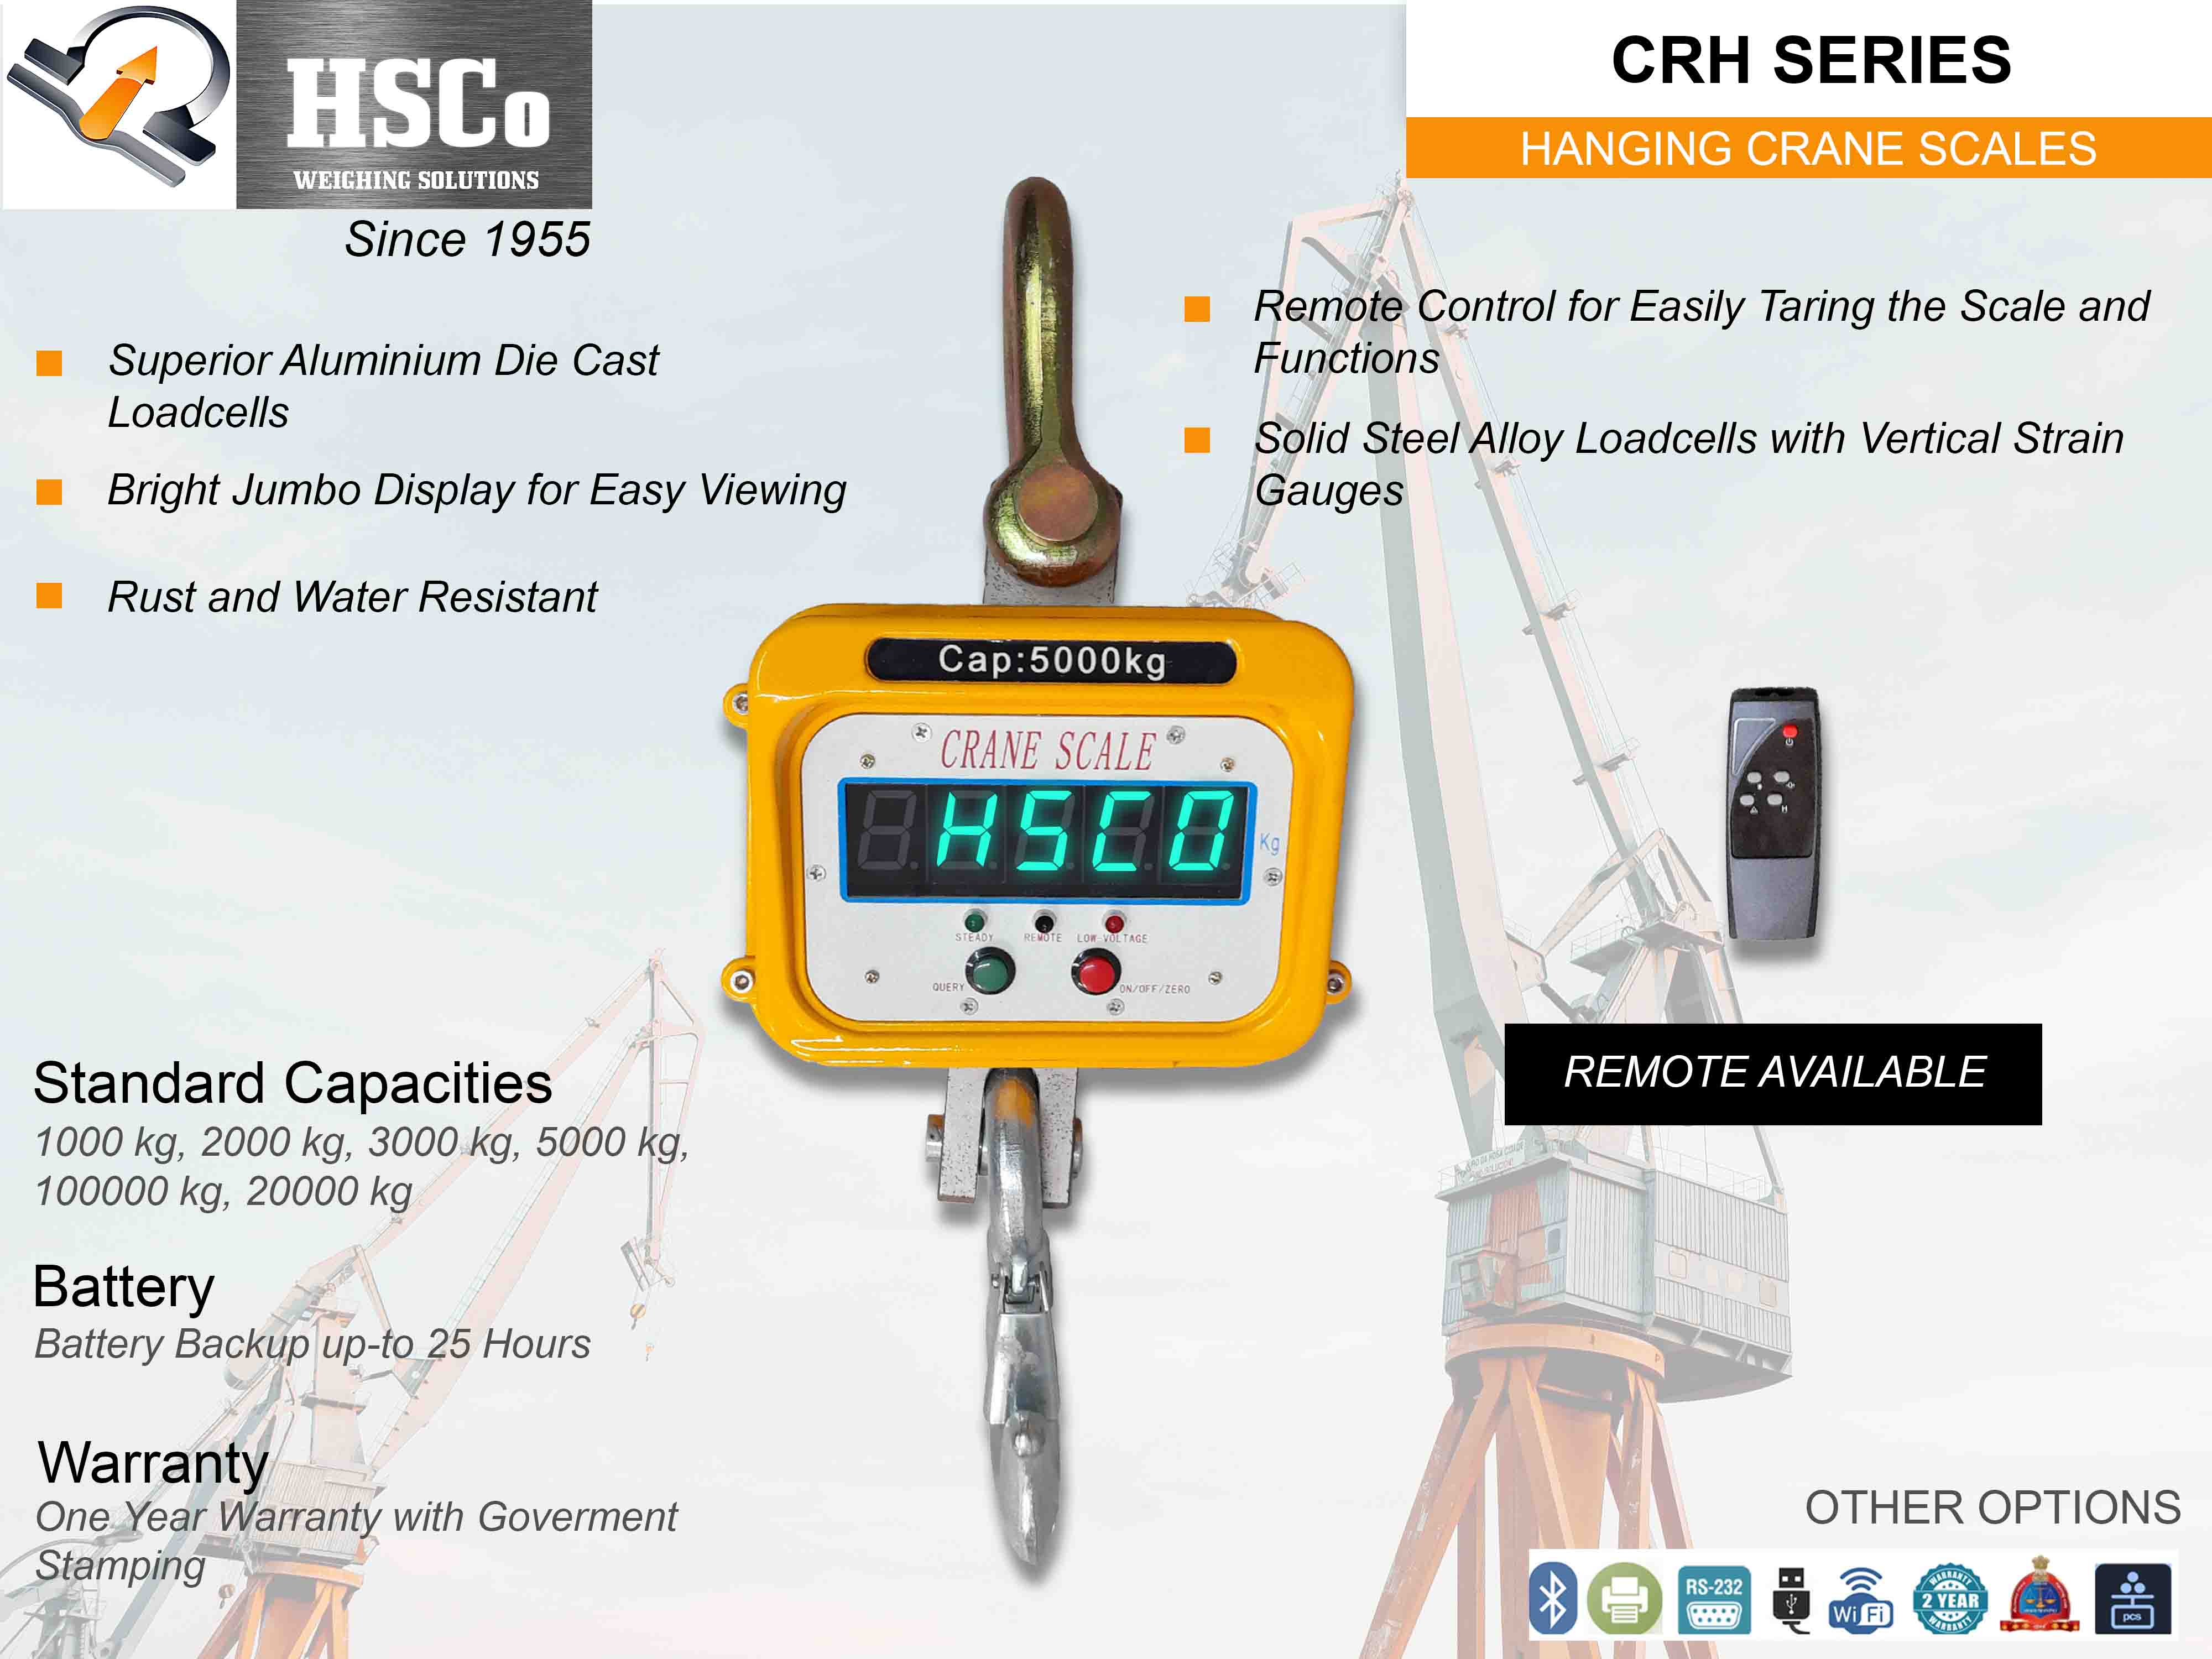 HSCo
WEIGHING SOLUTIONS
Since 1955
CRH SERIES
HANGING CRANE SCALES
Superior Aluminium Die Cast
Loadcells
Bright Jumbo Display for Easy Viewing
Rust and Water Resistant
Remote Control for Easily Taring the Scale and
Functions
Solid Steel Alloy Loadcells with Vertical Strain
Gauges
Cap:5000kg
CRANE SCALE
HSCO
Kg
STEADY REMOTE LOW VOLTAGE
QUERY ON/OFF/ZERO
REMOTE AVAILABLE
Standard Capacities
1000 kg, 2000 kg, 3000 kg, 5000 kg,
100000 kg, 20000 kg
Battery
Battery Backup up-to 25 Hours
Warranty
One Year Warranty with Goverment
Stamping
OTHER OPTIONS
RS-232
WiFi
WARRANTY
2 YEAR
WARRANTY
pcs